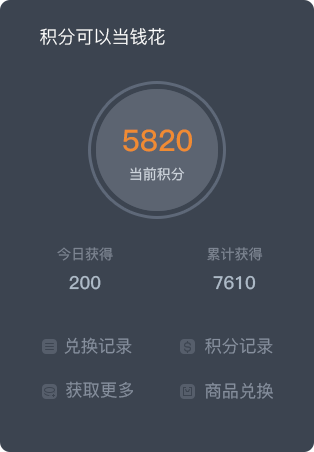 积分可以当钱花
5820
当前积分
今日获得 累计获得
200 7610
兑换记录 积分记录
获取更多 商品兑换